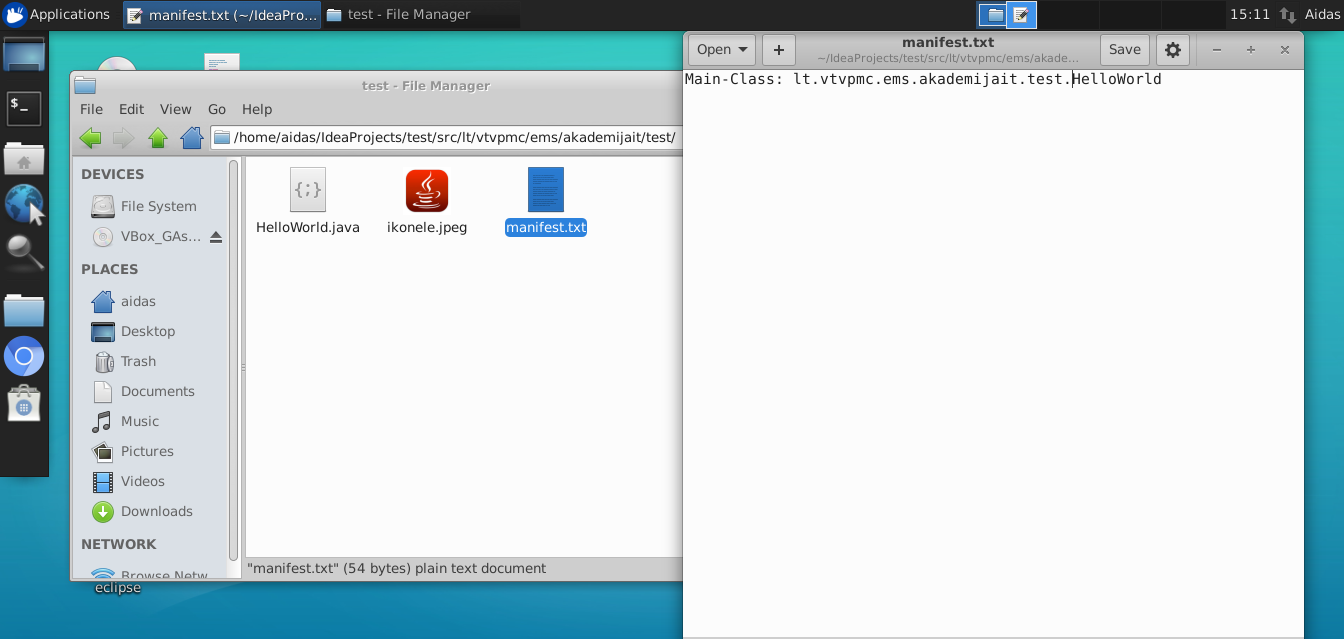 Applications
manifest.txt (~/IdeaPro...
test - File Manager
15:11
Aidas
test - File Manager
File Edit View Go Help
/home/aidas/IdeaProjects/test/src/lt/vtvpmc/ems/akademijait/test/
DEVICES
File System
VBox_GAs...
PLACES
aidas
Desktop
Trash
Documents
Music
Pictures
Videos
Downloads
NETWORK
Browse Netw
HelloWorld.java
ikonele.jpeg
manifest.txt
"manifest.txt" (54 bytes) plain text document
eclipse
Open
manifest.txt
~/IdeaProjects/test/src/lt/vtvpmc/ems/akade...
Save
Main-Class: lt.vtvpmc.ems.akademijait.test.HelloWorld